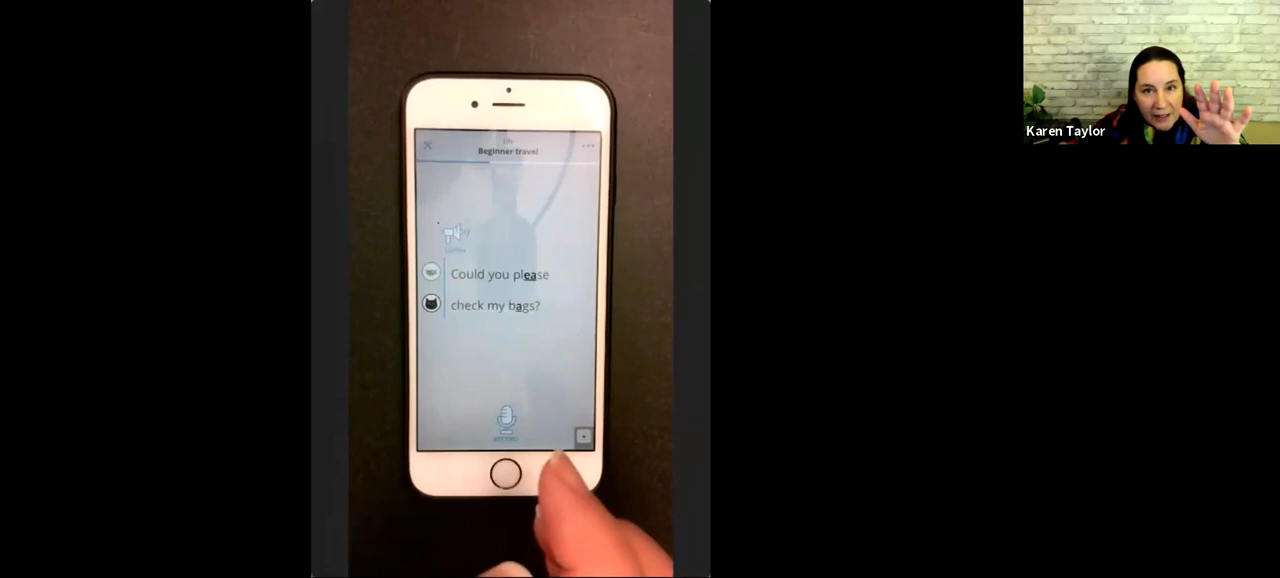 Beginner travel
Could you please
check my bags?
Karen Taylor